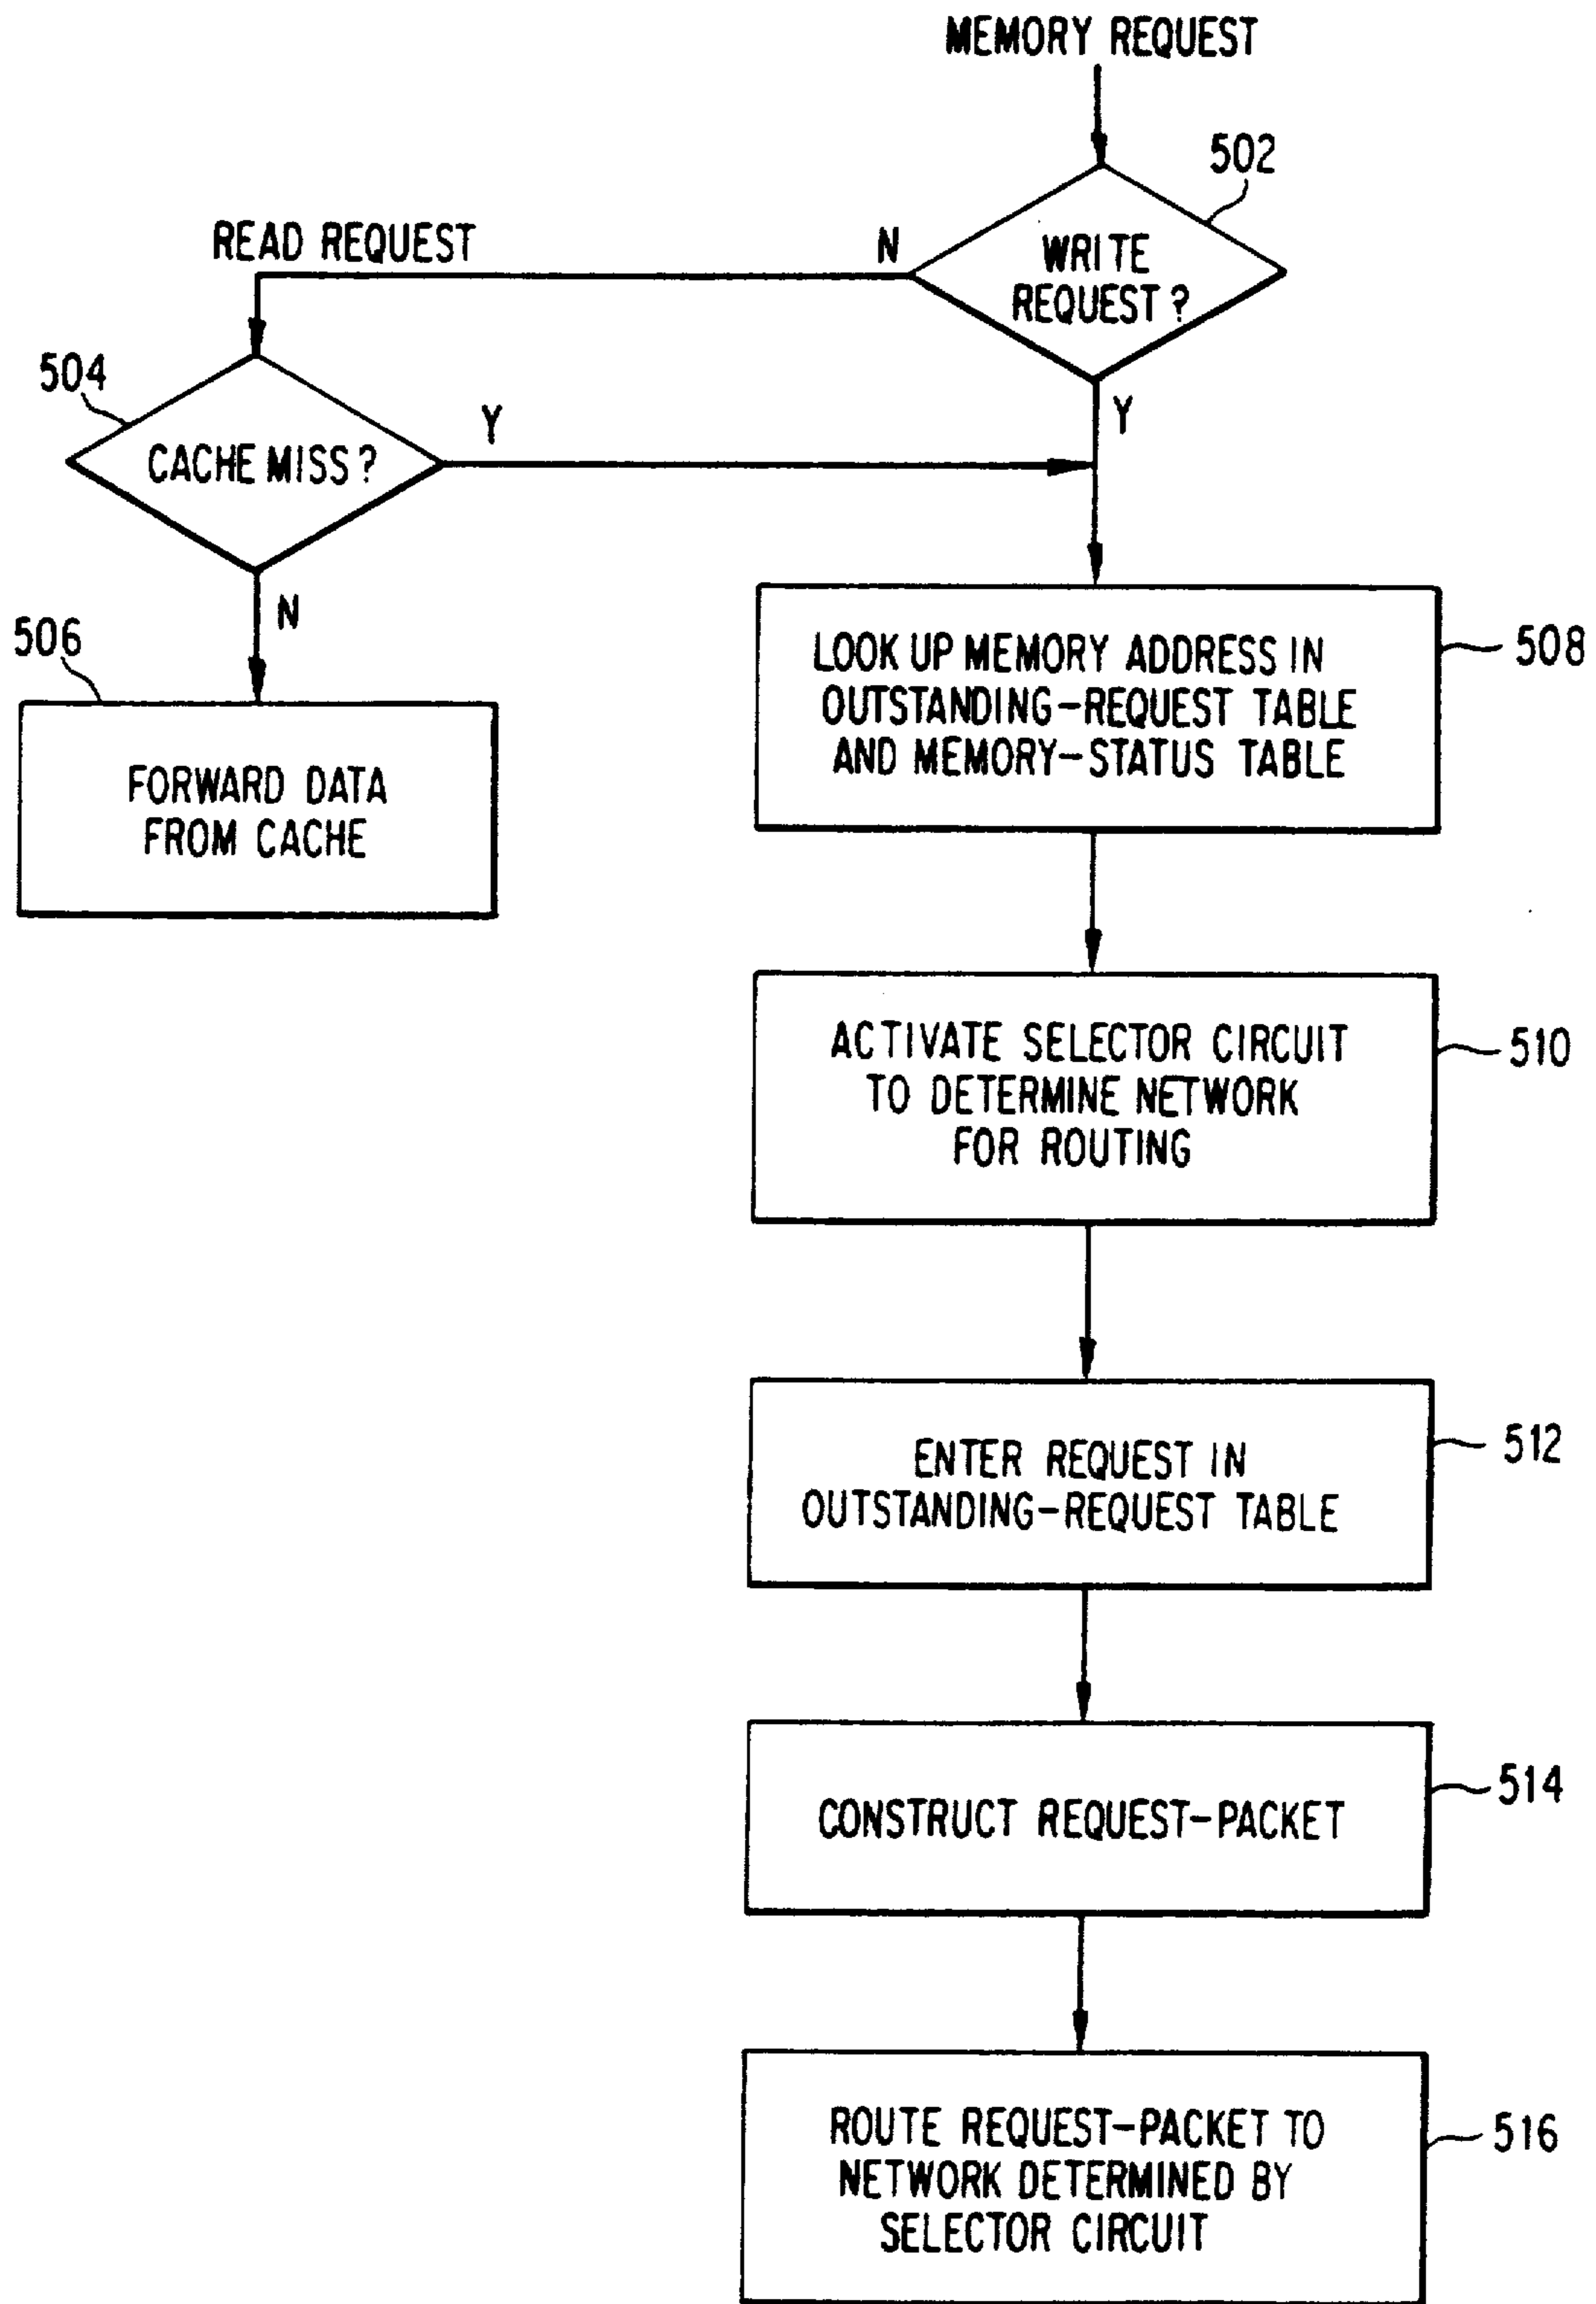 MEMORY REQUEST
502
WRITE
REQUEST?
N
READ REQUEST
Y
504
CACHE MISS?
Y
N
506
FORWARD DATA
FROM CACHE
508
LOOK UP MEMORY ADDRESS IN
OUTSTANDING-REQUEST TABLE
AND MEMORY-STATUS TABLE
510
ACTIVATE SELECTOR CIRCUIT
TO DETERMINE NETWORK
FOR ROUTING
512
ENTER REQUEST IN
OUTSTANDING-REQUEST TABLE
514
CONSTRUCT REQUEST-PACKET
516
ROUTE REQUEST-PACKET TO
NETWORK DETERMINED BY
SELECTOR CIRCUIT